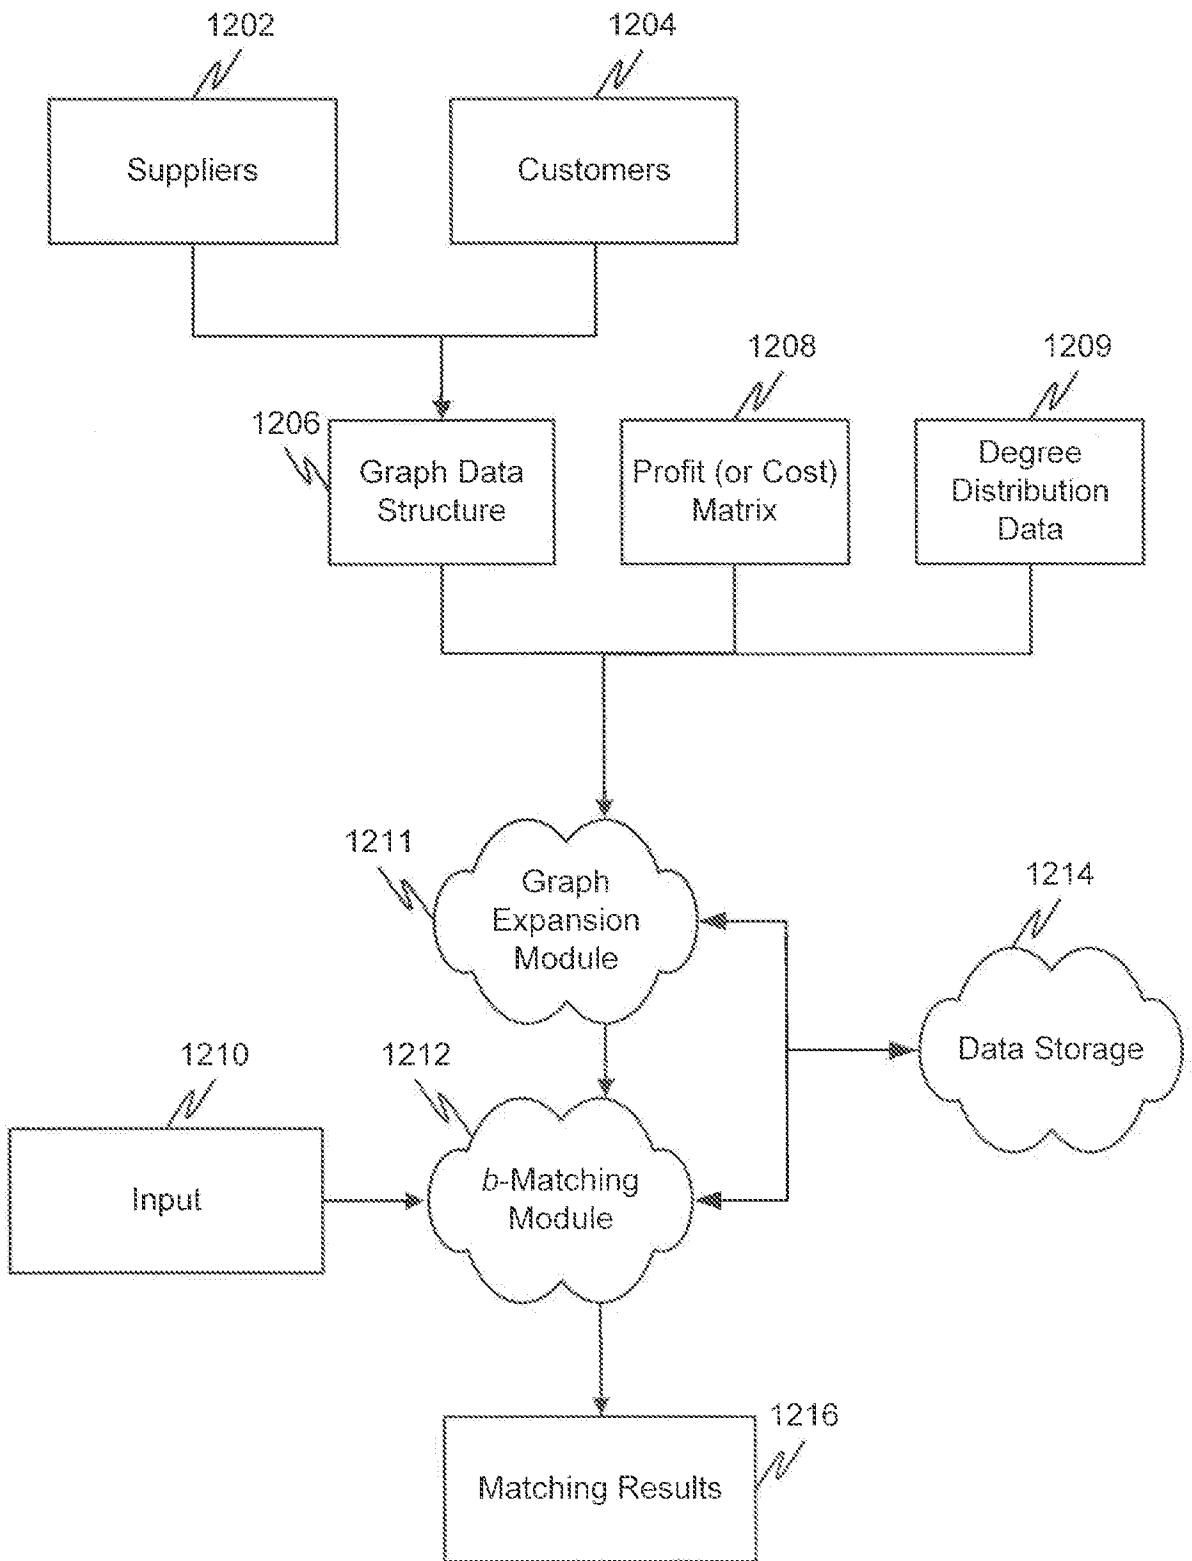 1202
1204
Suppliers
Customers
1208
1209
1206
Graph Data
Structure
Profit (or Cost)
Matrix
Degree
Distribution
Data
1211
Graph
Expansion
Module
1214
Data Storage
1210
1212
Input
b-Matching
Module
1216
Matching Results